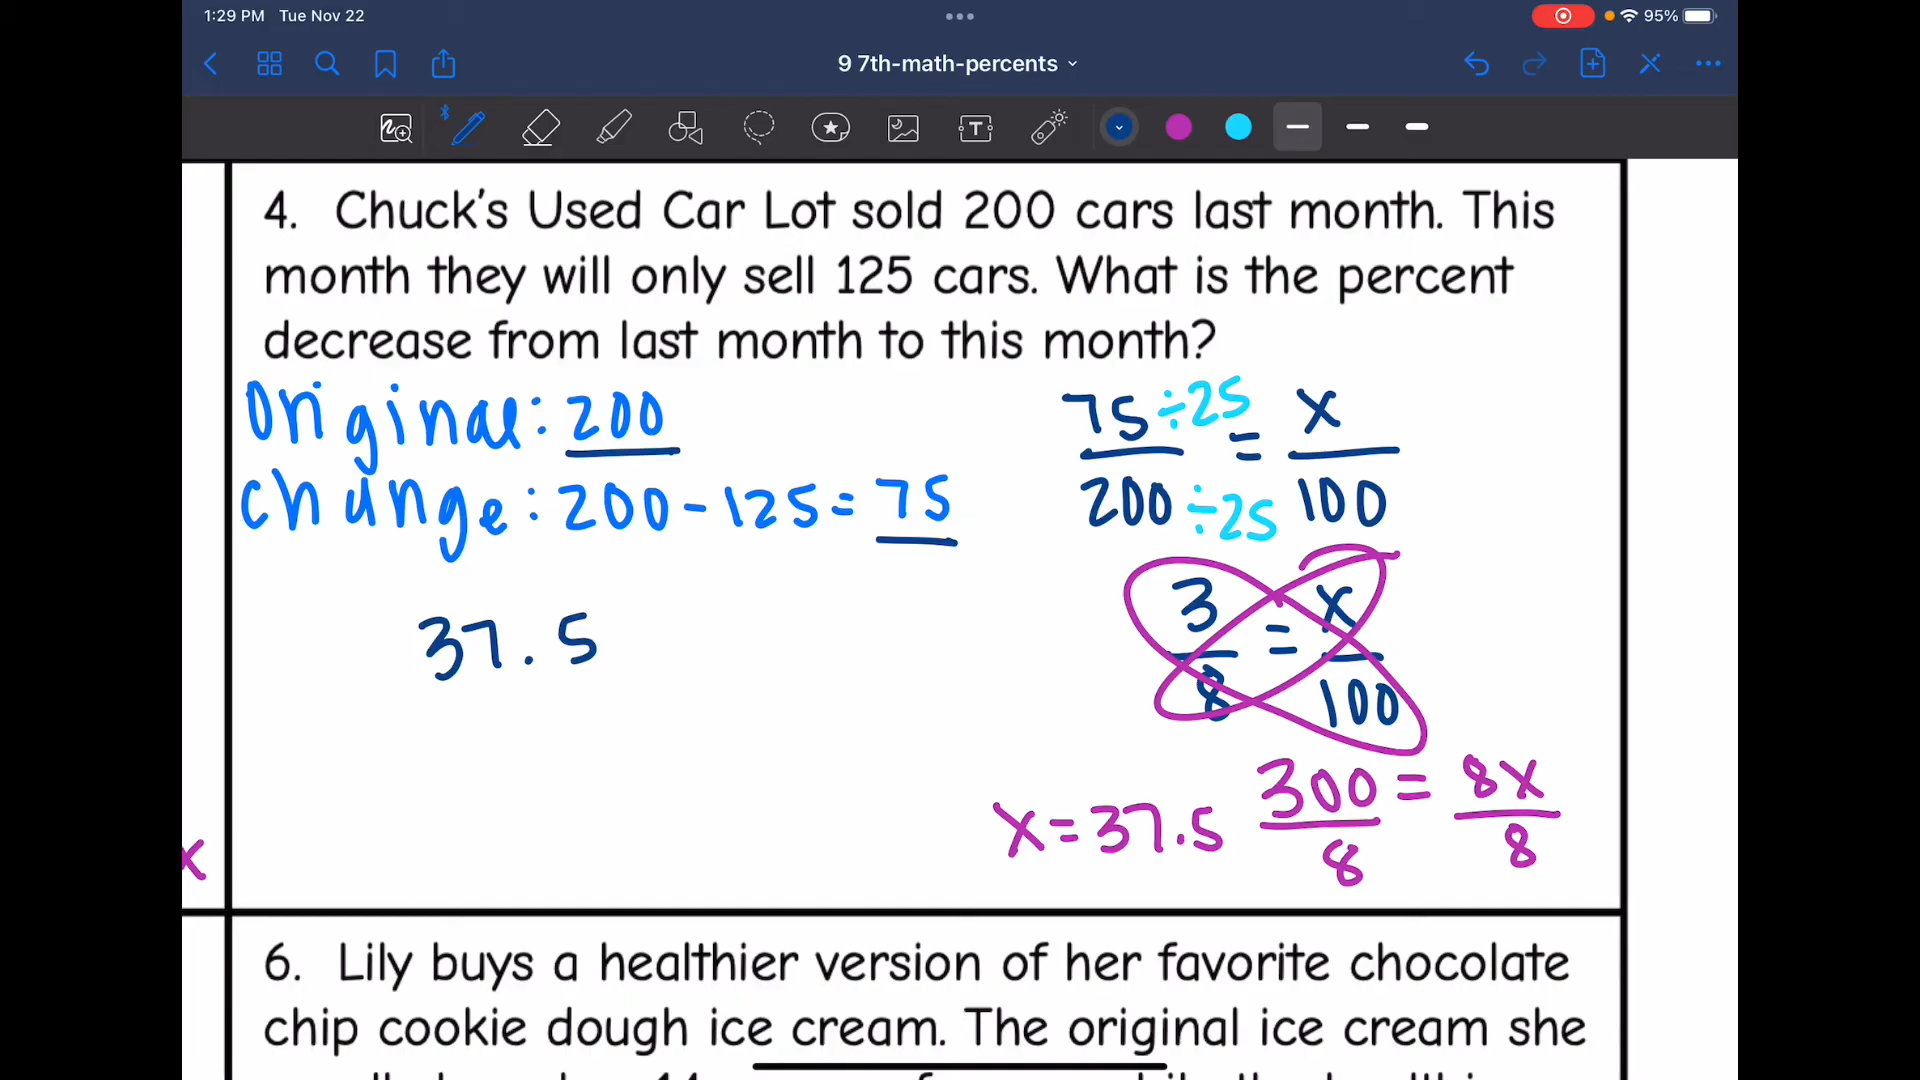 1:29 PM Tue Nov 22
95%
9 7th-math-percents
4. Chuck's Used Car Lot sold 200 cars last month. This
month they will only sell 125 cars. What is the percent
decrease from last month to this month?
Original: 200
change: 200 - 125 = 75
37.5
75 ÷25 = x
200 ÷25 100
3 = x
8 100
300 = 8x
8 8
x = 37.5
x
6. Lily buys a healthier version of her favorite chocolate
chip cookie dough ice cream. The original ice cream she